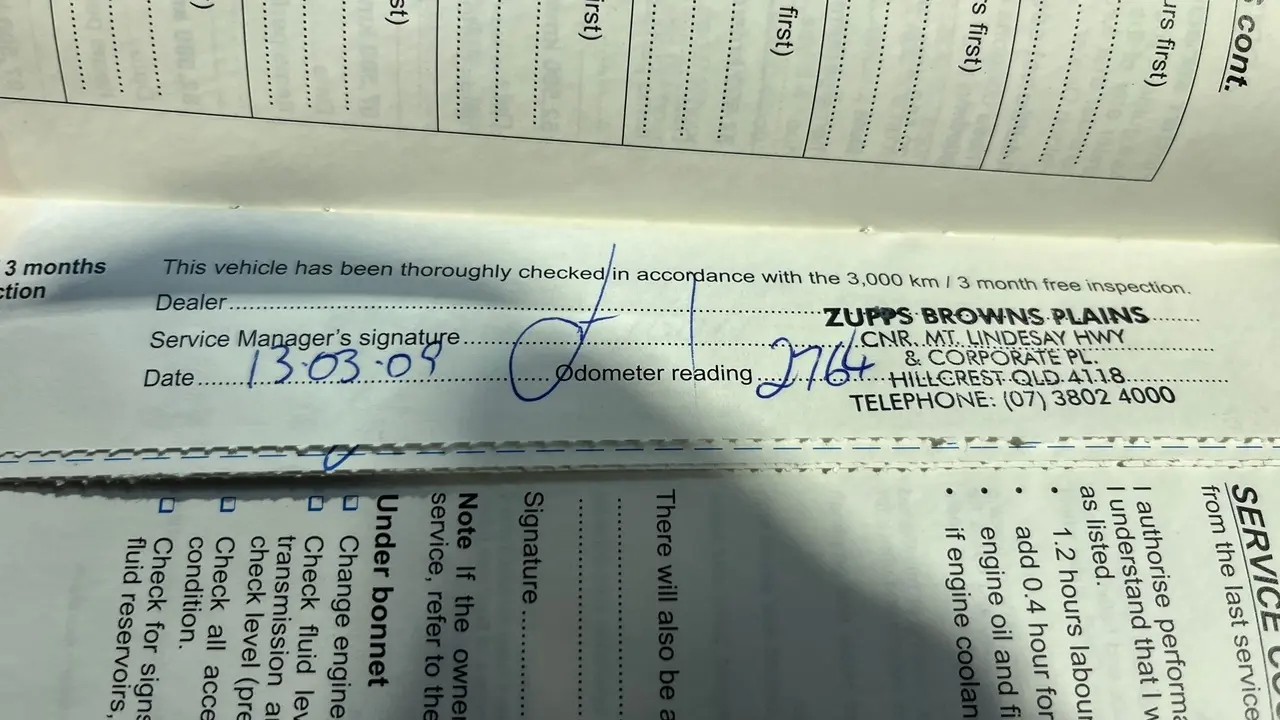 s cont.
urs first)
s first)
first)
irst)
st)
)
3 months
ction
This vehicle has been thoroughly checked in accordance with the 3,000 km / 3 month free inspection.
Dealer
ZUPPS BROWNS PLAINS
CNR. MT. LINDESAY HWY
& CORPORATE PL.
HILLCREST QLD 4118
TELEPHONE: (07) 3802 4000
Service Manager's signature
Date 13·03·09 Odometer reading 2764
SERVICE
from the last service
I authorise performa
I understand that I w
as listed.
• 1.2 hours labour
• add 0.4 hour for
• engine oil and fi
• if engine coolan
There will also be a
Signature
Note If the owner
service, refer to the
Under bonnet
Change engine
Check fluid lev
transmission a
check level (pre
Check all acce
condition.
Check for signs
fluid reservoirs,